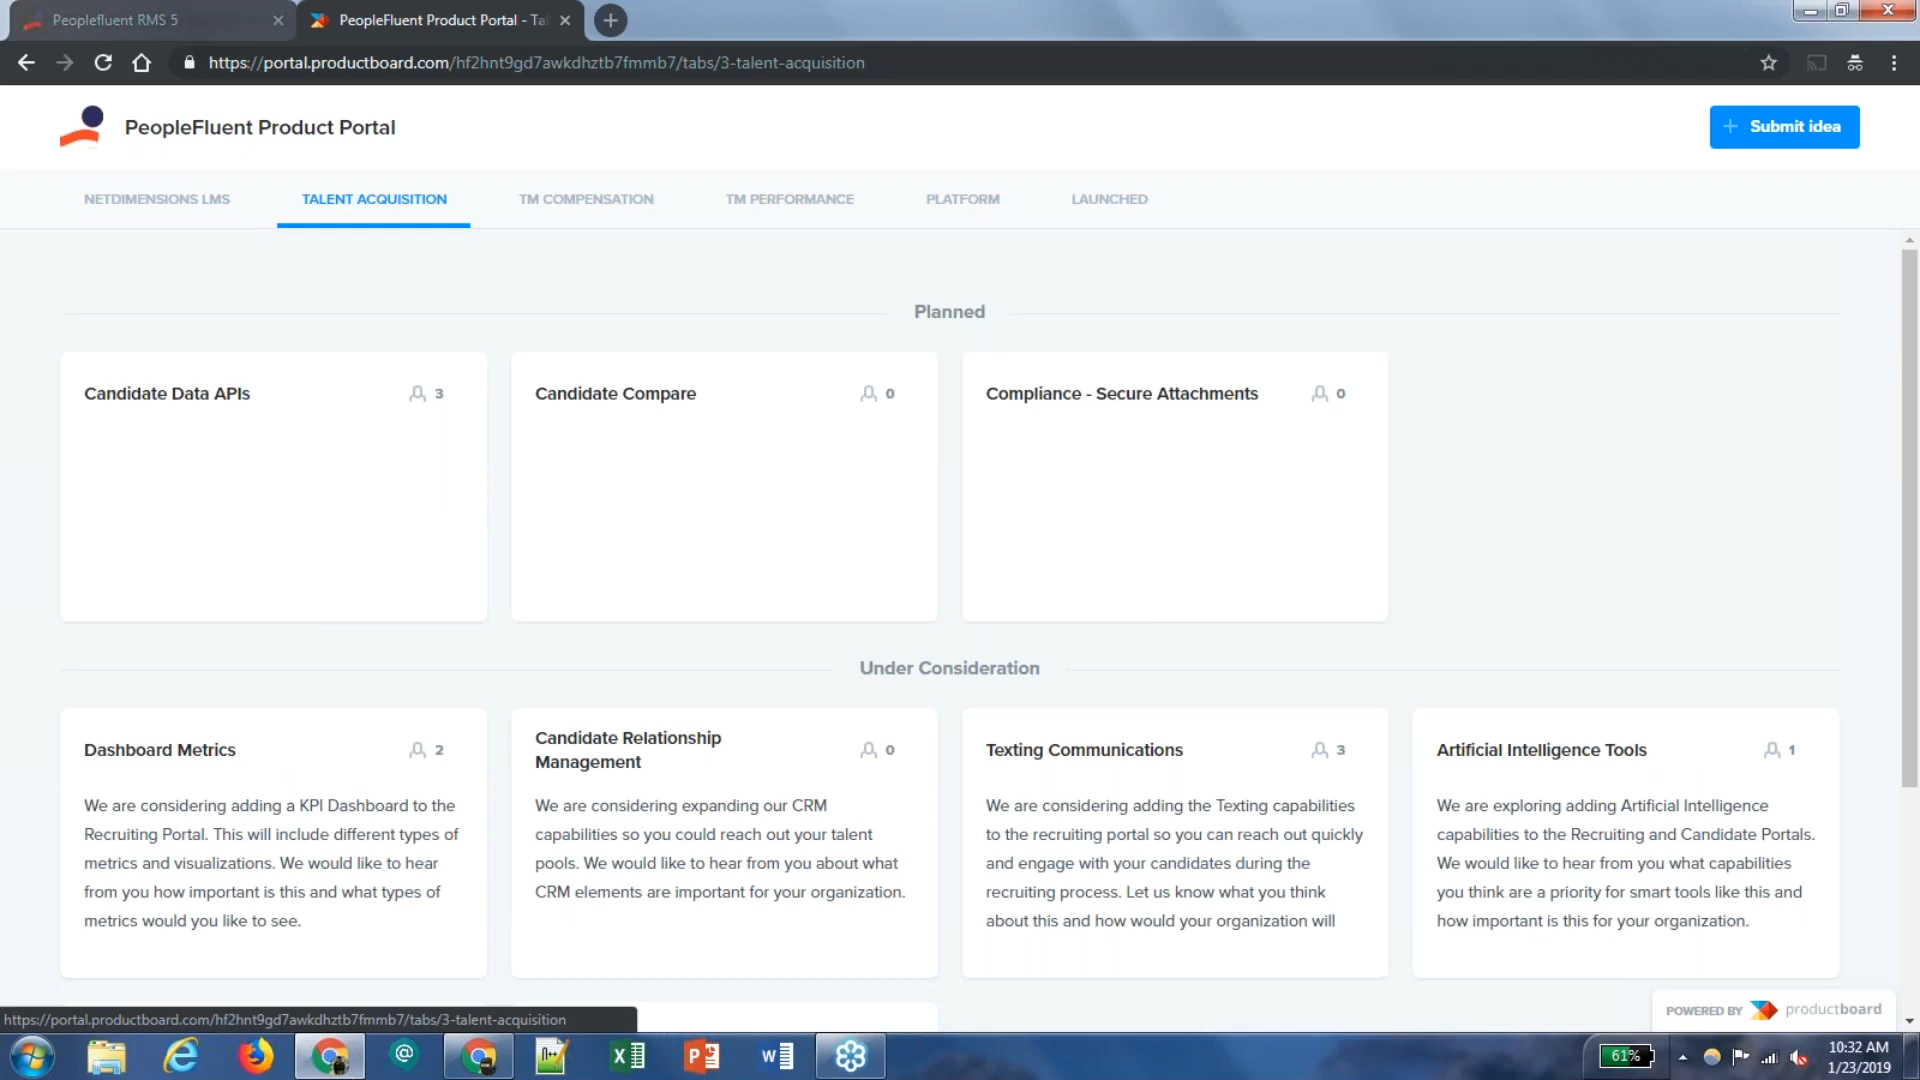 Peoplefluent RMS 5
PeopleFluent Product Portal - Ta
https://portal.productboard.com/hf2hnt9gd7awkdhztb7fmmb7/tabs/3-talent-acquisition
PeopleFluent Product Portal
+ Submit idea
NETDIMENSIONS LMS
TALENT ACQUISITION
TM COMPENSATION
TM PERFORMANCE
PLATFORM
LAUNCHED
Planned
Candidate Data APIs
3
Candidate Compare
0
Compliance - Secure Attachments
0
Under Consideration
Dashboard Metrics
2
We are considering adding a KPI Dashboard to the
Recruiting Portal. This will include different types of
metrics and visualizations. We would like to hear
from you how important is this and what types of
metrics would you like to see.
Candidate Relationship
Management
0
We are considering expanding our CRM
capabilities so you could reach out your talent
pools. We would like to hear from you about what
CRM elements are important for your organization.
Texting Communications
3
We are considering adding the Texting capabilities
to the recruiting portal so you can reach out quickly
and engage with your candidates during the
recruiting process. Let us know what you think
about this and how would your organization will
Artificial Intelligence Tools
1
We are exploring adding Artificial Intelligence
capabilities to the Recruiting and Candidate Portals.
We would like to hear from you what capabilities
you think are a priority for smart tools like this and
how important is this for your organization.
POWERED BY productboard
https://portal.productboard.com/hf2hnt9gd7awkdhztb7fmmb7/tabs/3-talent-acquisition
61%
10:32 AM
1/23/2019